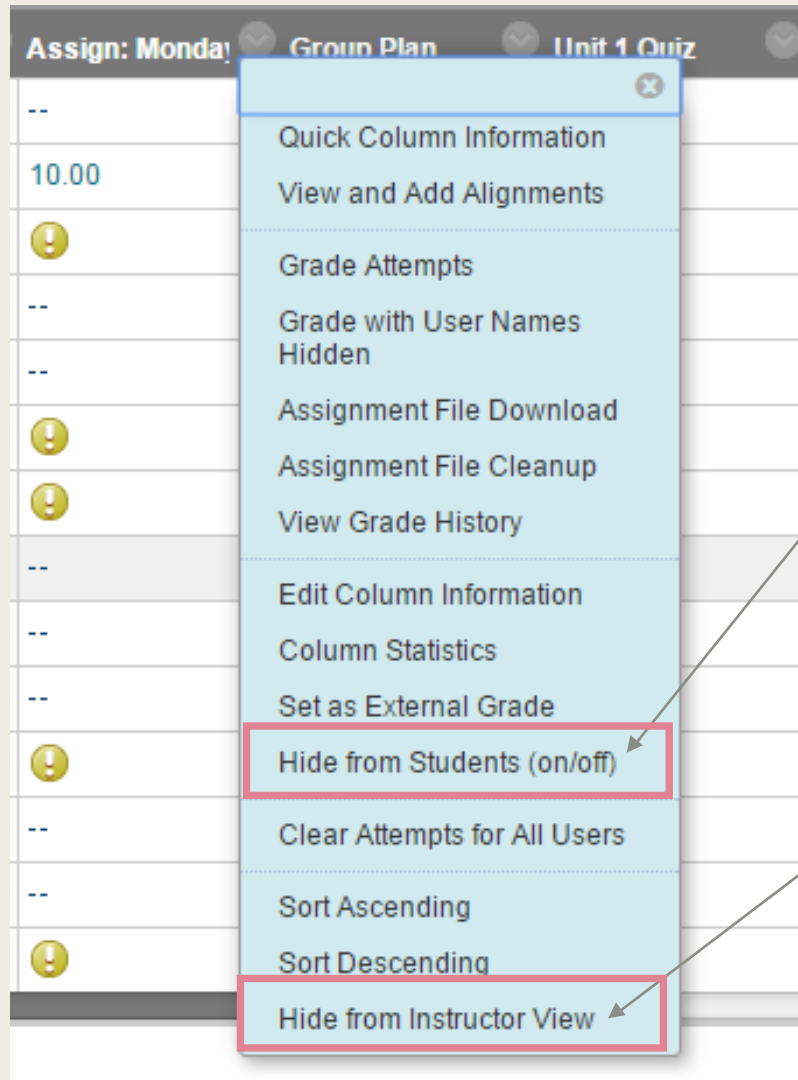 Assign: Monday Group Plan Unit 1 Quiz
--
10.00
--
--
--
--
--
--
--
Quick Column Information
View and Add Alignments
Grade Attempts
Grade with User Names
Hidden
Assignment File Download
Assignment File Cleanup
View Grade History
Edit Column Information
Column Statistics
Set as External Grade
Hide from Students (on/off)
Clear Attempts for All Users
Sort Ascending
Sort Descending
Hide from Instructor View